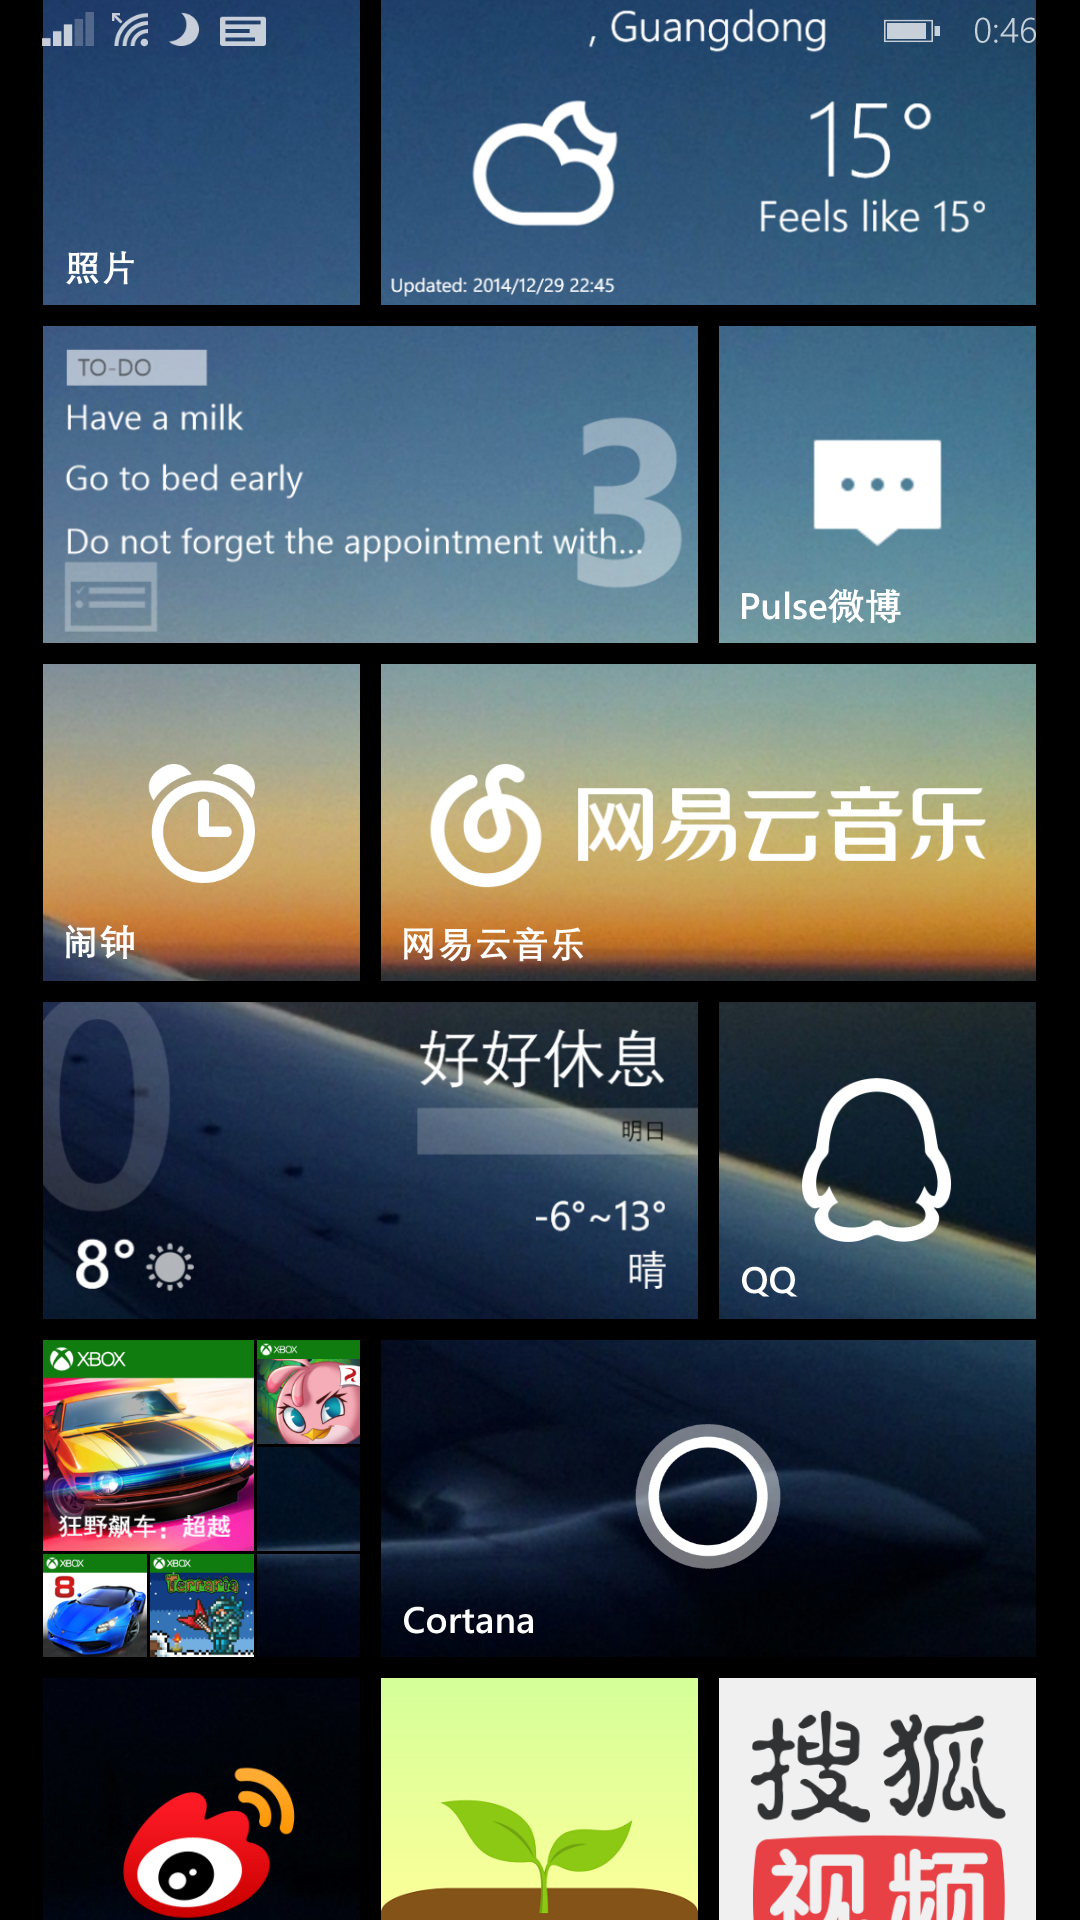 , Guangdong
0:46
15°
Feels like 15°
照片
Updated: 2014/12/29 22:45
TO-DO
Have a milk
Go to bed early
Do not forget the appointment with...
3
Pulse微博
闹钟
网易云音乐
网易云音乐
0
好好休息
明日
-6°~13°
8°
晴
QQ
XBOX
XBOX
狂野飙车：超越
XBOX
8
XBOX
Terraria
Cortana
搜狐
视频